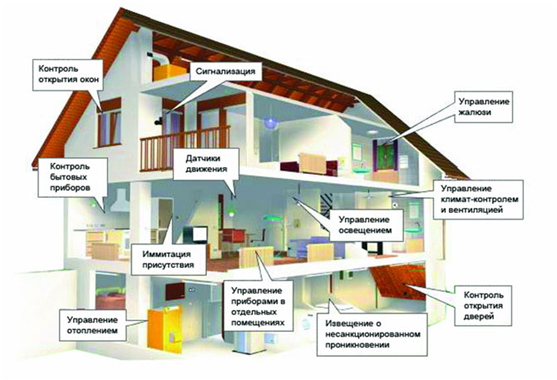 Контроль
открытия окон
Сигнализация
Управление
жалюзи
Датчики
движения
Контроль
бытовых
приборов
Управление
климат-контролем
и вентиляцией
Управление
освещением
Иммитация
присутствия
Управление
приборами в
отдельных
помещениях
Контроль
открытия
дверей
Управление
отоплением
Извещение о
несанкционированном
проникновении